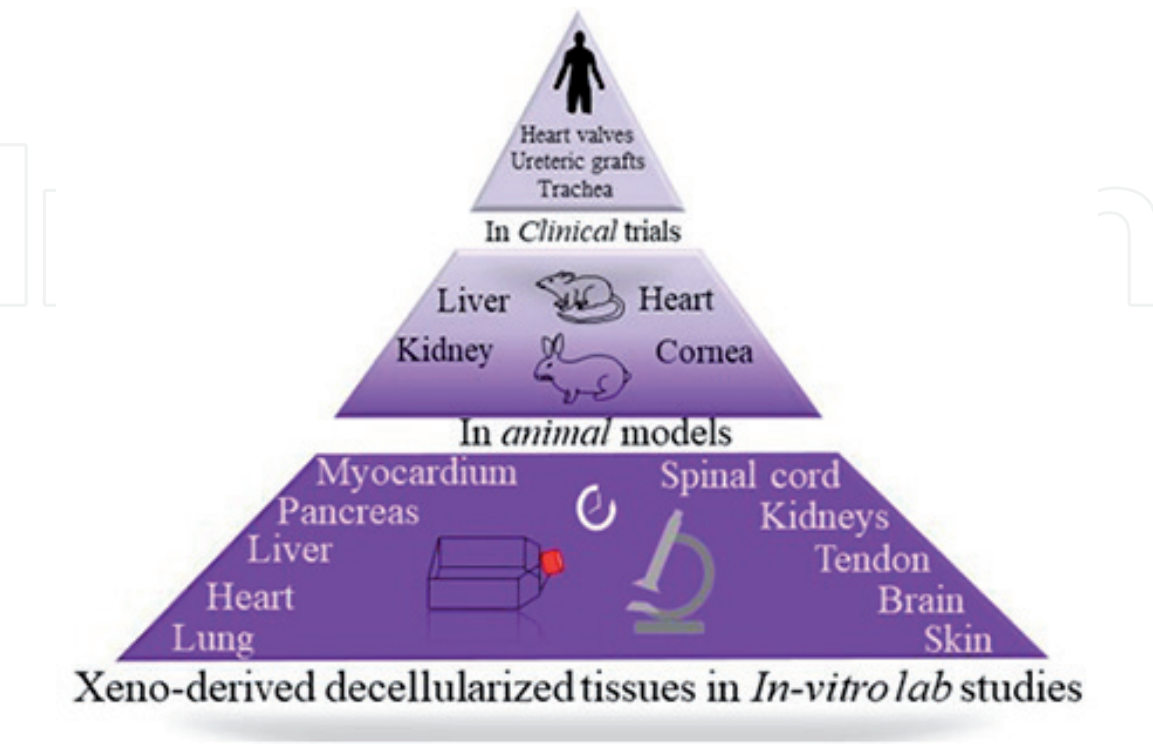 Heart valves
Ureteric grafts
Trachea
In Clinical trials
Liver Heart
Kidney Cornea
In animal models
Myocardium Spinal cord
Pancreas Kidneys
Liver Tendon
Heart Brain
Lung Skin
Xeno-derived decellularized tissues in In-vitro lab studies